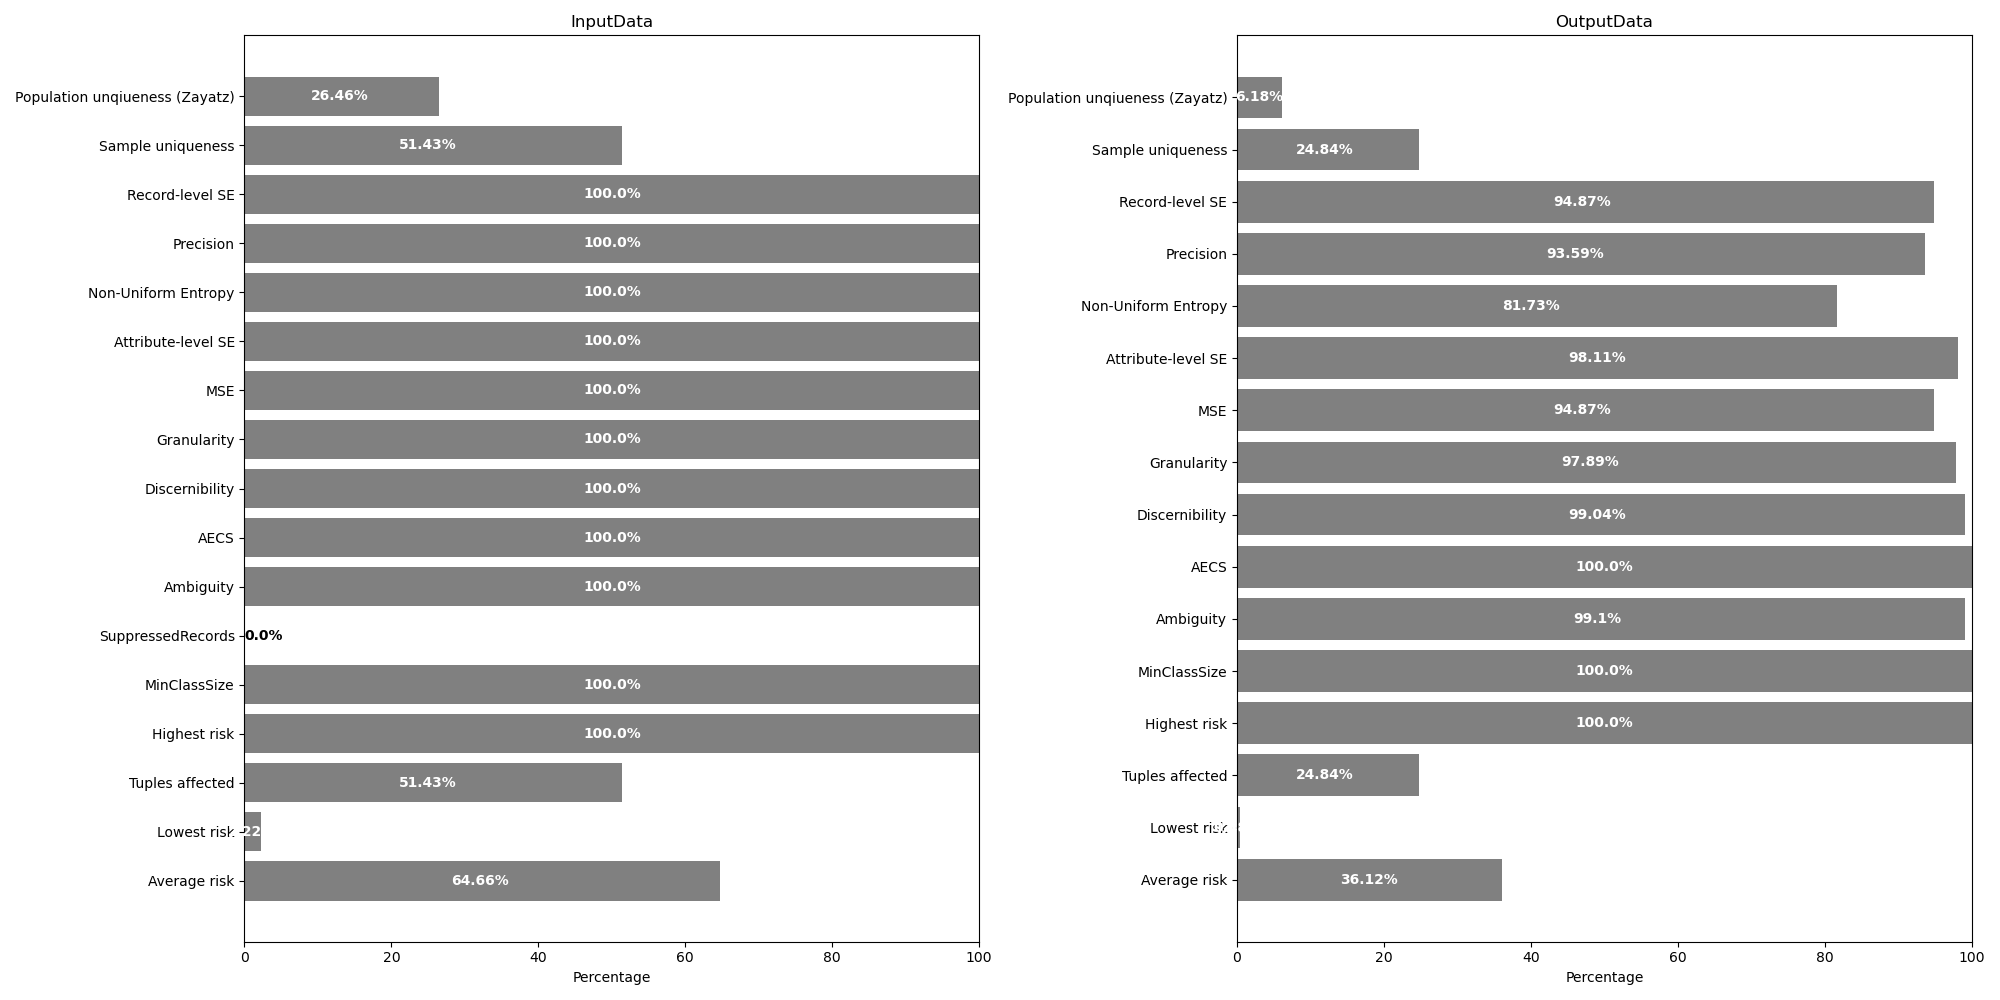 InputData
Population unqiueness (Zayatz)
26.46%
Sample uniqueness
51.43%
Record-level SE
100.0%
Precision
100.0%
Non-Uniform Entropy
100.0%
Attribute-level SE
100.0%
MSE
100.0%
Granularity
100.0%
Discernibility
100.0%
AECS
100.0%
Ambiguity
100.0%
SuppressedRecords
0.0%
MinClassSize
100.0%
Highest risk
100.0%
Tuples affected
51.43%
Lowest risk
Average risk
64.66%
0 20 40 60 80 100
Percentage
OutputData
Population unqiueness (Zayatz)
6.18%
Sample uniqueness
24.84%
Record-level SE
94.87%
Precision
93.59%
Non-Uniform Entropy
81.73%
Attribute-level SE
98.11%
MSE
94.87%
Granularity
97.89%
Discernibility
99.04%
AECS
100.0%
Ambiguity
99.1%
MinClassSize
100.0%
Highest risk
100.0%
Tuples affected
24.84%
Lowest risk
Average risk
36.12%
0 20 40 60 80 100
Percentage